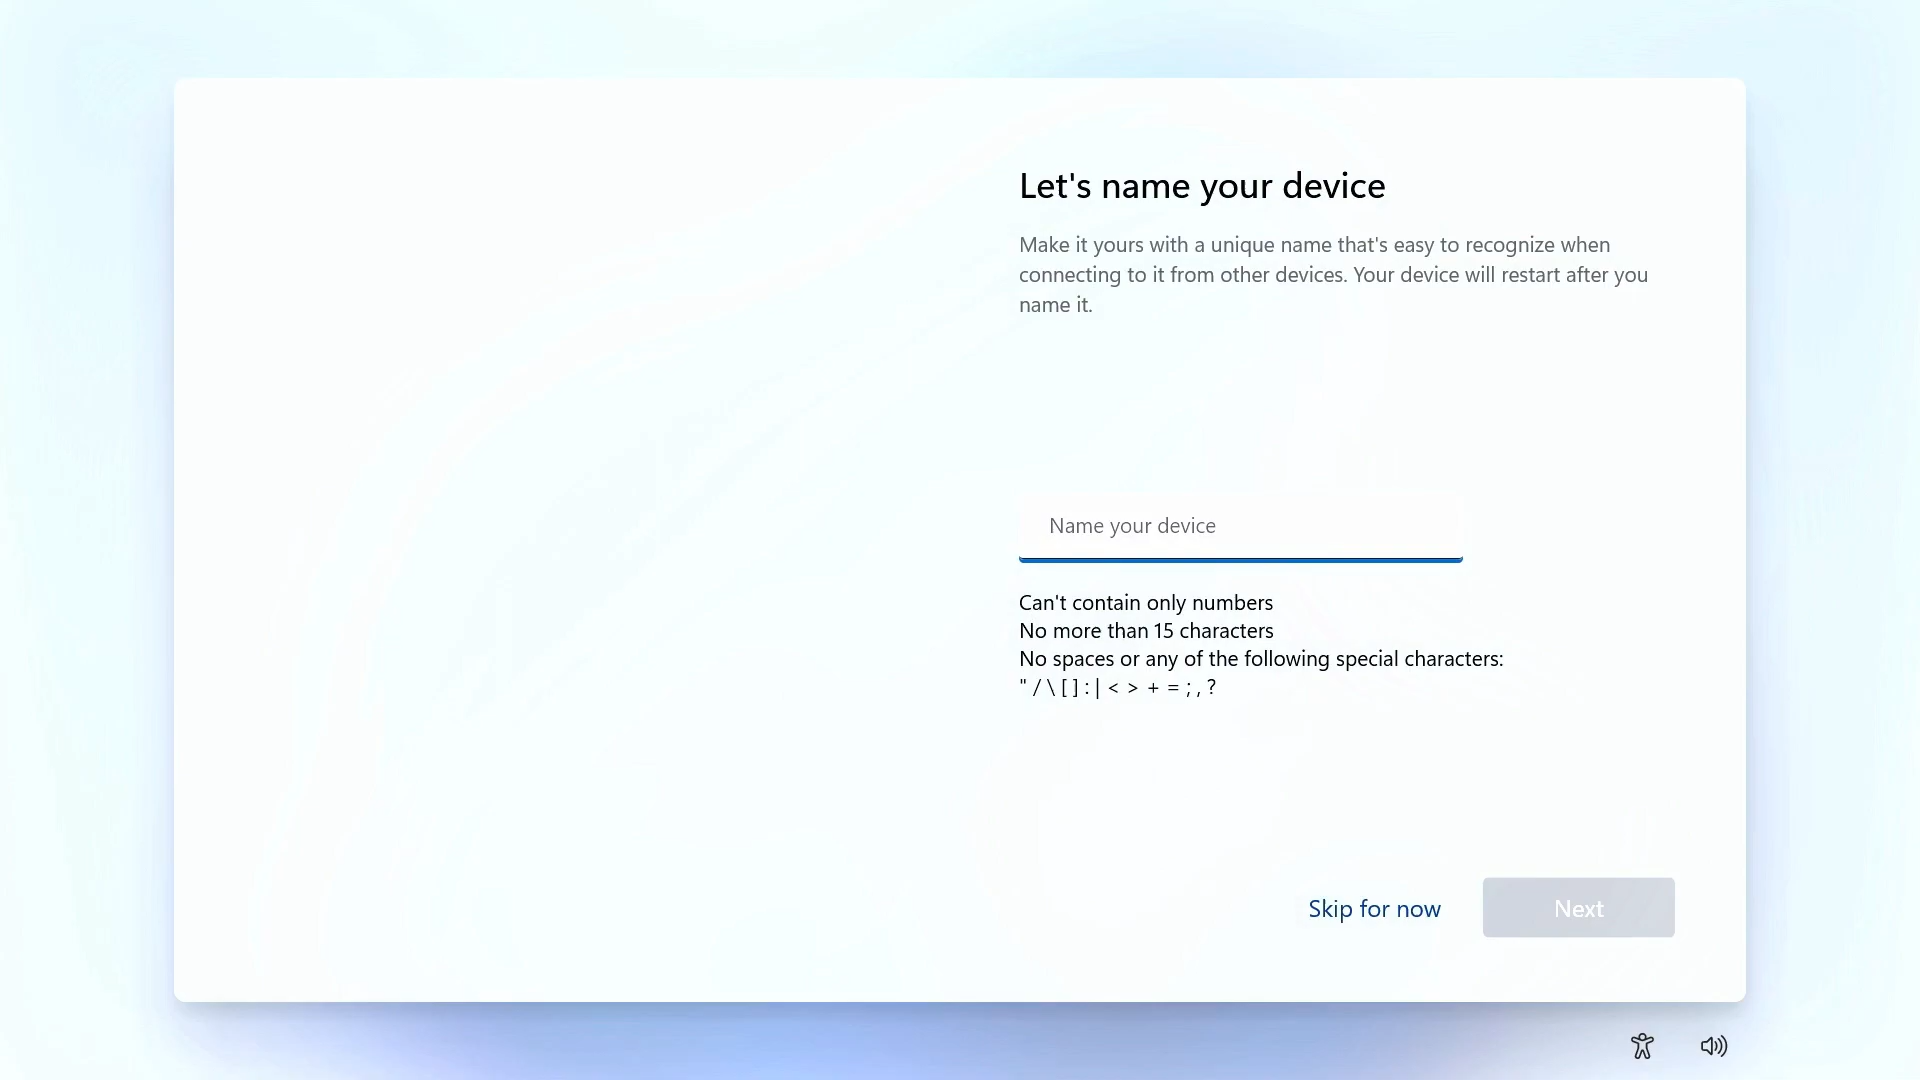 Let's name your device
Make it yours with a unique name that's easy to recognize when
connecting to it from other devices. Your device will restart after you
name it.
Name your device
Can't contain only numbers
No more than 15 characters
No spaces or any of the following special characters:
" / \ [ ] : | < > + = ; , ?
Skip for now
Next